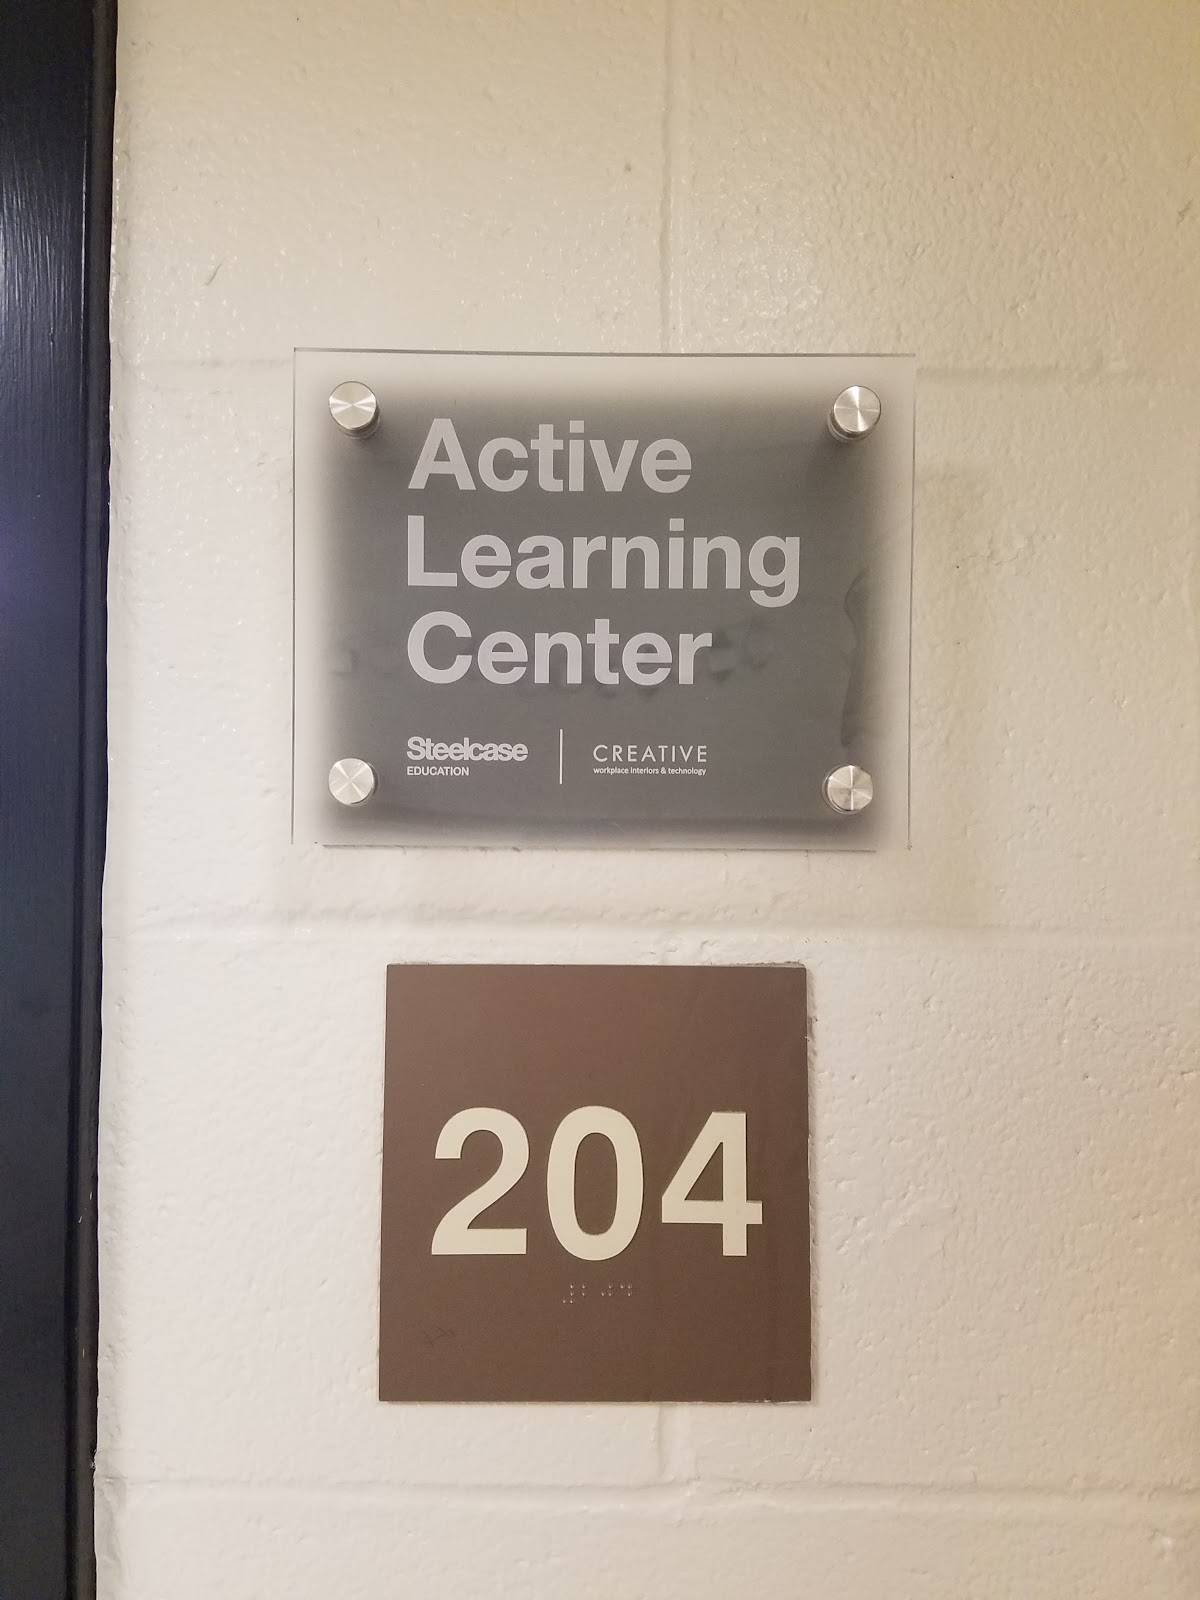 Active
Learning
Center
Steelcase
EDUCATION
CREATIVE
workplace interiors & technology
204